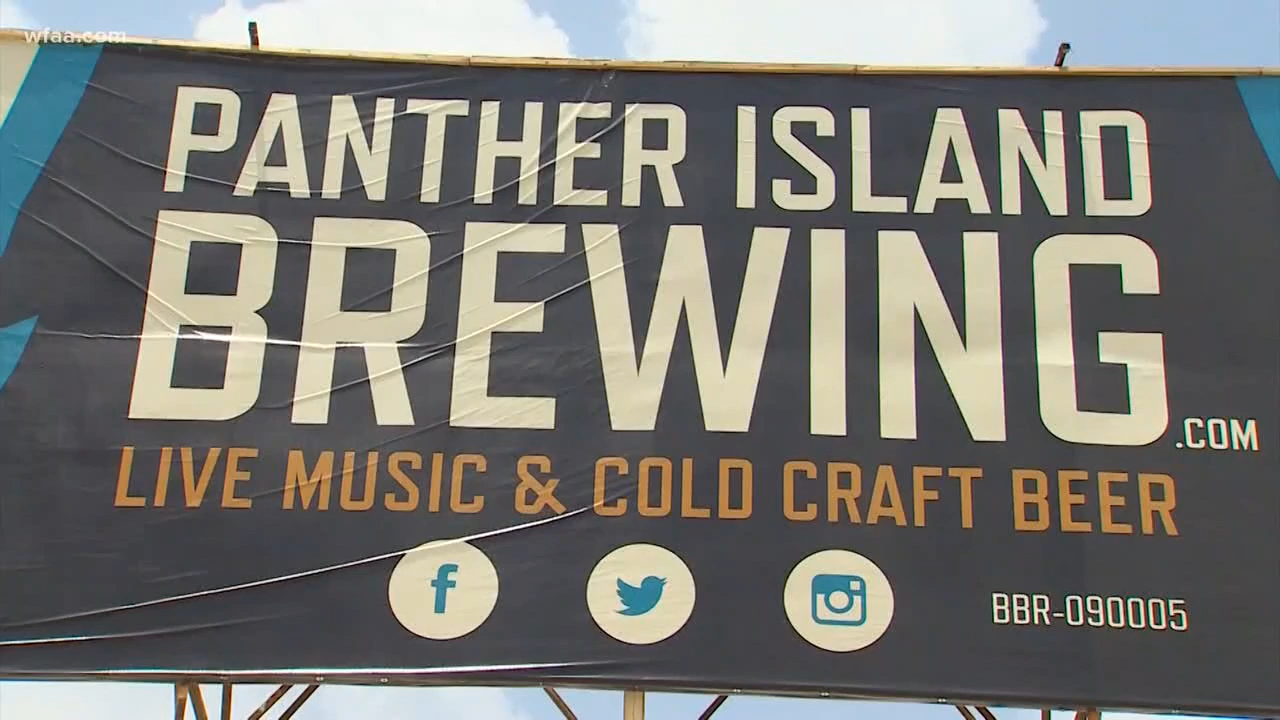 wfaa.com
PANTHER ISLAND
BREWING
.COM
LIVE MUSIC & COLD CRAFT BEER
f
BBR-090005